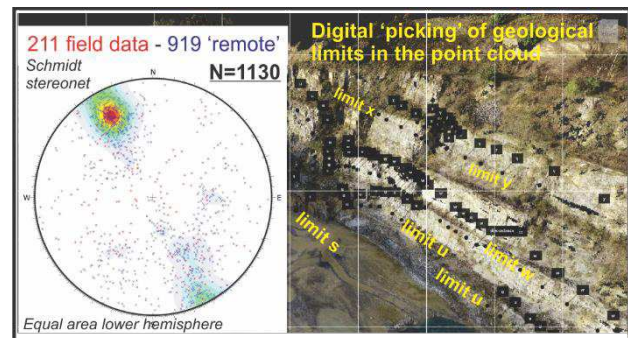 211 field data - 919 ‘remote’
Schmidt
stereonet
N=1130
N
W
E
Equal area lower hemisphere
Digital ‘picking’ of geological
limits in the point cloud
limit x
limit y
limit s
limit u
limit w
limit u